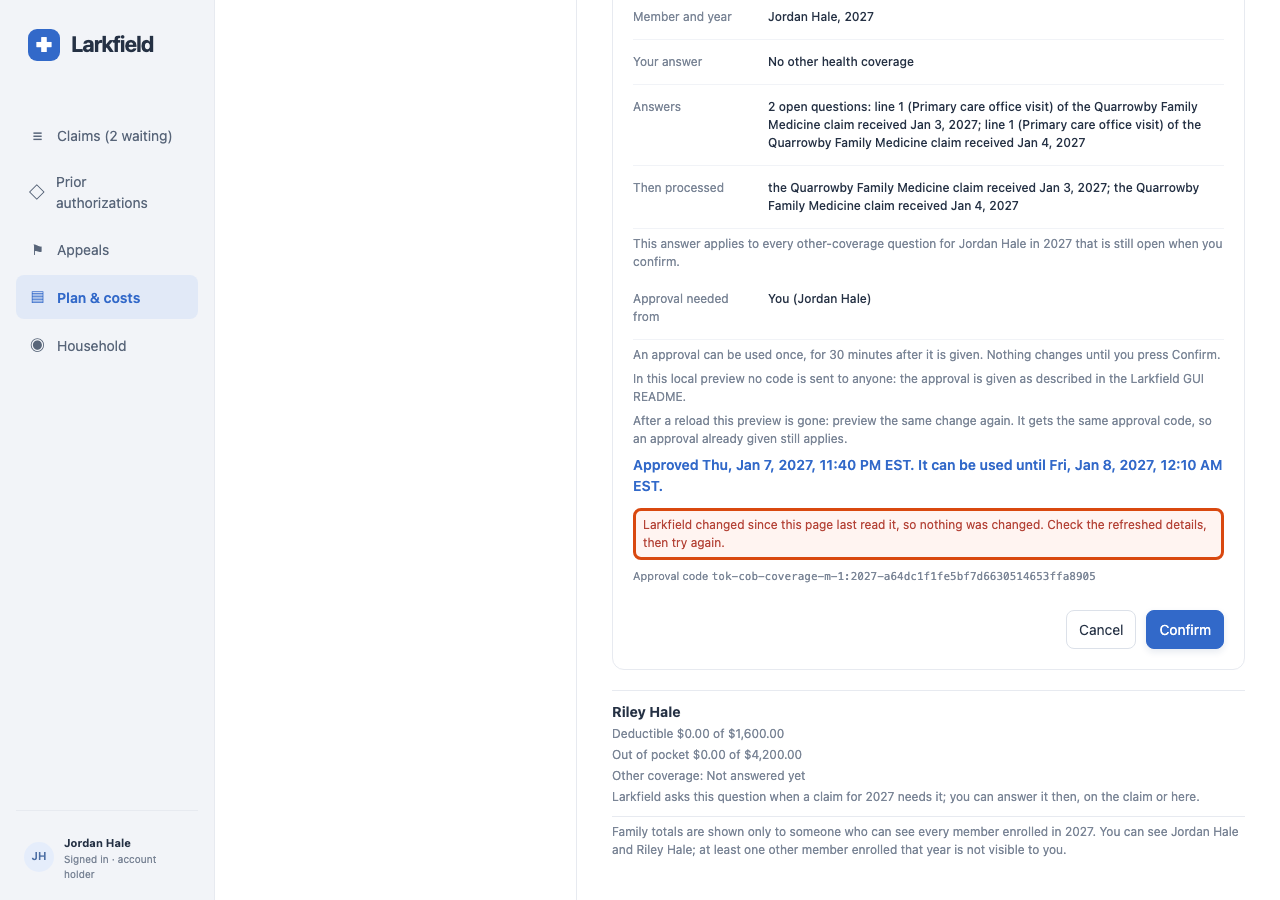 Larkfield
Claims (2 waiting)
Prior
authorizations
Appeals
Plan & costs
Household
JH
Jordan Hale
Signed in · account
holder
Member and year
Jordan Hale, 2027
Your answer
No other health coverage
Answers
2 open questions: line 1 (Primary care office visit) of the Quarrowby Family
Medicine claim received Jan 3, 2027; line 1 (Primary care office visit) of the
Quarrowby Family Medicine claim received Jan 4, 2027
Then processed
the Quarrowby Family Medicine claim received Jan 3, 2027; the Quarrowby
Family Medicine claim received Jan 4, 2027
This answer applies to every other-coverage question for Jordan Hale in 2027 that is still open when you
confirm.
Approval needed
from
You (Jordan Hale)
An approval can be used once, for 30 minutes after it is given. Nothing changes until you press Confirm.
In this local preview no code is sent to anyone: the approval is given as described in the Larkfield GUI
README.
After a reload this preview is gone: preview the same change again. It gets the same approval code, so
an approval already given still applies.
Approved Thu, Jan 7, 2027, 11:40 PM EST. It can be used until Fri, Jan 8, 2027, 12:10 AM
EST.
Larkfield changed since this page last read it, so nothing was changed. Check the refreshed details,
then try again.
Approval code tok-cob-coverage-m-1:2027-a64dc1f1fe5bf7d6630514653ffa8905
Cancel
Confirm
Riley Hale
Deductible $0.00 of $1,600.00
Out of pocket $0.00 of $4,200.00
Other coverage: Not answered yet
Larkfield asks this question when a claim for 2027 needs it; you can answer it then, on the claim or here.
Family totals are shown only to someone who can see every member enrolled in 2027. You can see Jordan Hale
and Riley Hale; at least one other member enrolled that year is not visible to you.